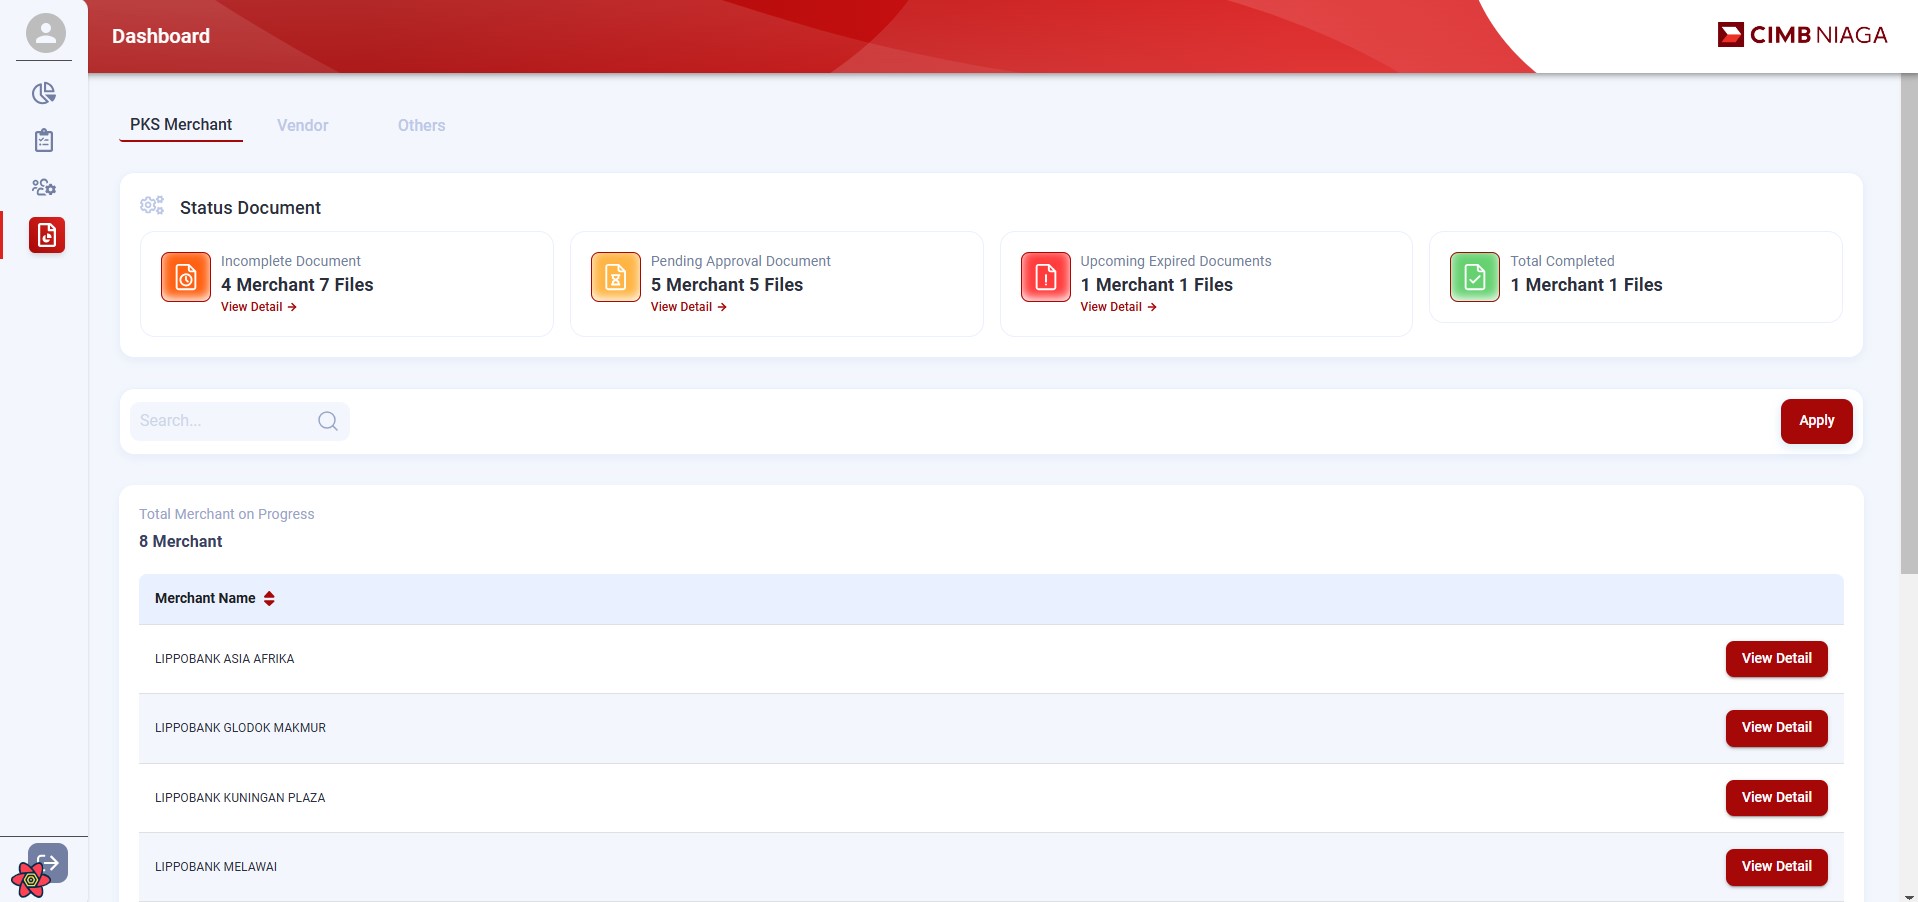 Dashboard
CIMB NIAGA
PKS Merchant
Vendor
Others
Status Document
Incomplete Document
4 Merchant 7 Files
View Detail →
Pending Approval Document
5 Merchant 5 Files
View Detail →
Upcoming Expired Documents
1 Merchant 1 Files
View Detail →
Total Completed
1 Merchant 1 Files
Search...
Apply
Total Merchant on Progress
8 Merchant
Merchant Name
LIPPOBANK ASIA AFRIKA
View Detail
LIPPOBANK GLODOK MAKMUR
View Detail
LIPPOBANK KUNINGAN PLAZA
View Detail
LIPPOBANK MELAWAI
View Detail